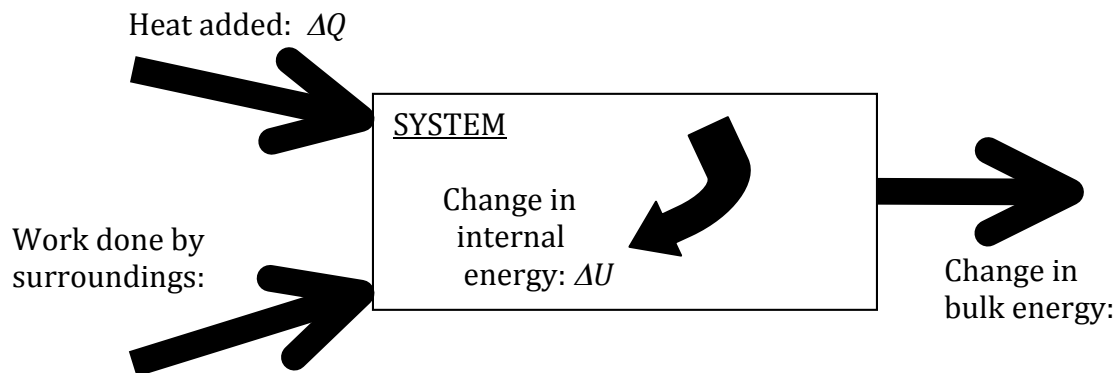 Heat added: ΔQ
SYSTEM
Change in
internal
energy: ΔU
Work done by
surroundings:
Change in
bulk energy: